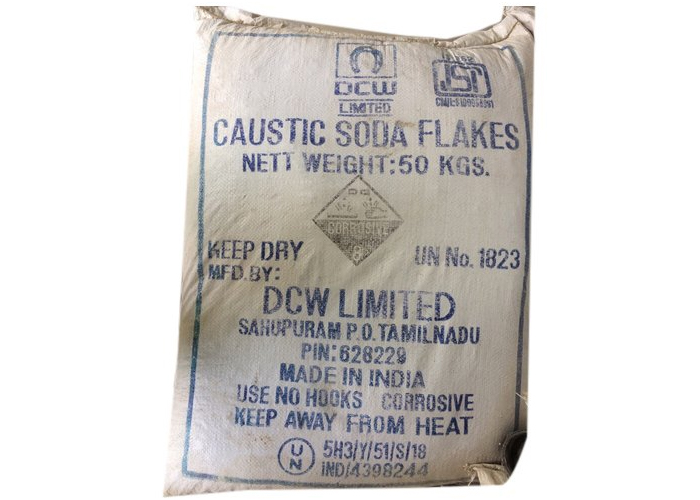 DCW
LIMITED
ISI
CAUSTIC SODA FLAKES
NETT WEIGHT:50 KGS.
CORROSIVE
8
KEEP DRY
UN No. 1823
MFD.BY:
DCW LIMITED
SAHUPURAM P.O. TAMILNADU
PIN:628229
MADE IN INDIA
USE NO HOOKS CORROSIVE
KEEP AWAY FROM HEAT
UN
5H3/Y/51/S/18
IND/4398244